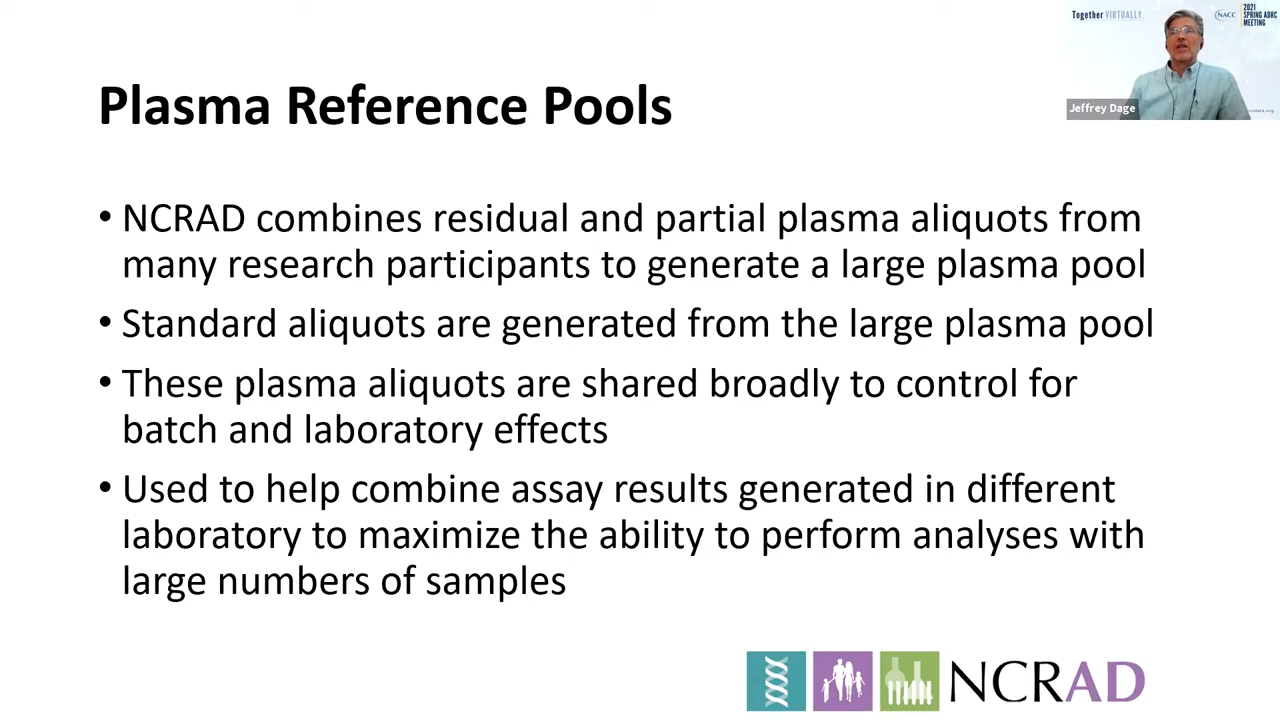 Together VIRTUALLY.
NACC
2021
SPRING ADRC
MEETING
Jeffrey Dage
Plasma Reference Pools
• NCRAD combines residual and partial plasma aliquots from
many research participants to generate a large plasma pool
• Standard aliquots are generated from the large plasma pool
• These plasma aliquots are shared broadly to control for
batch and laboratory effects
• Used to help combine assay results generated in different
laboratory to maximize the ability to perform analyses with
large numbers of samples
NCRAD